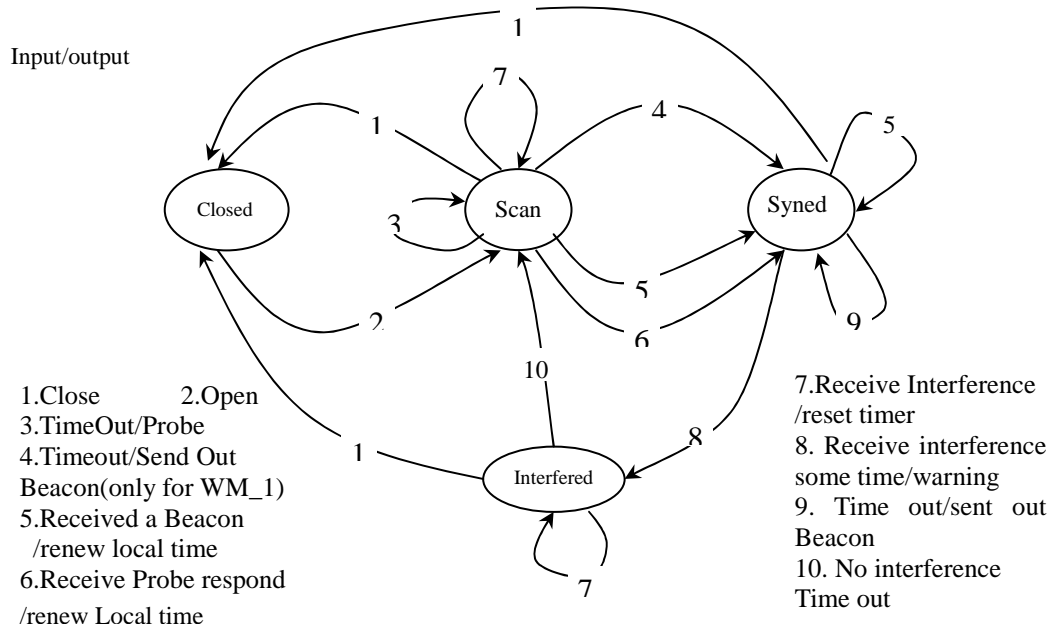 1
Input/output
7
4
1
5
Closed
Scan
Syned
3
5
2
6
9
10
8
1
Interfered
7
1.Close 2.Open
3.TimeOut/Probe
4.Timeout/Send Out
Beacon(only for WM_1)
5.Received a Beacon
/renew local time
6.Receive Probe respond
/renew Local time
7.Receive Interference
/reset timer
8. Receive interference
some time/warning
9. Time out/sent out
Beacon
10. No interference
Time out